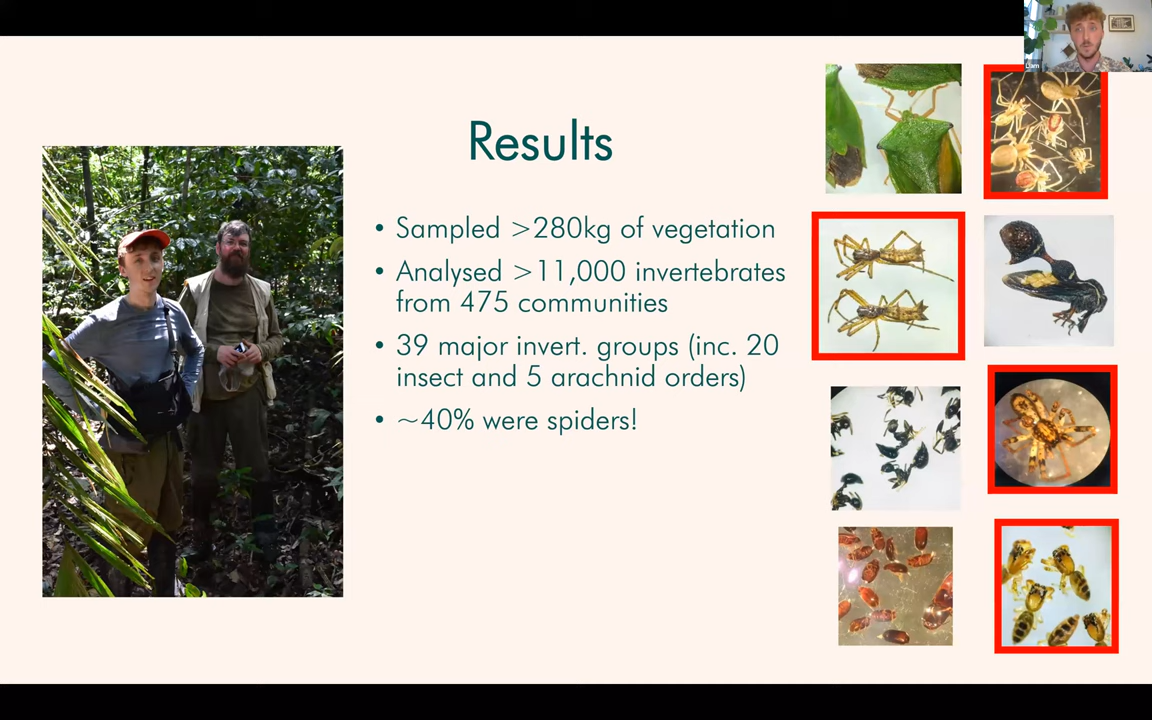 Liam
Results
• Sampled >280kg of vegetation
• Analysed >11,000 invertebrates
from 475 communities
• 39 major invert. groups (inc. 20
insect and 5 arachnid orders)
• ~40% were spiders!